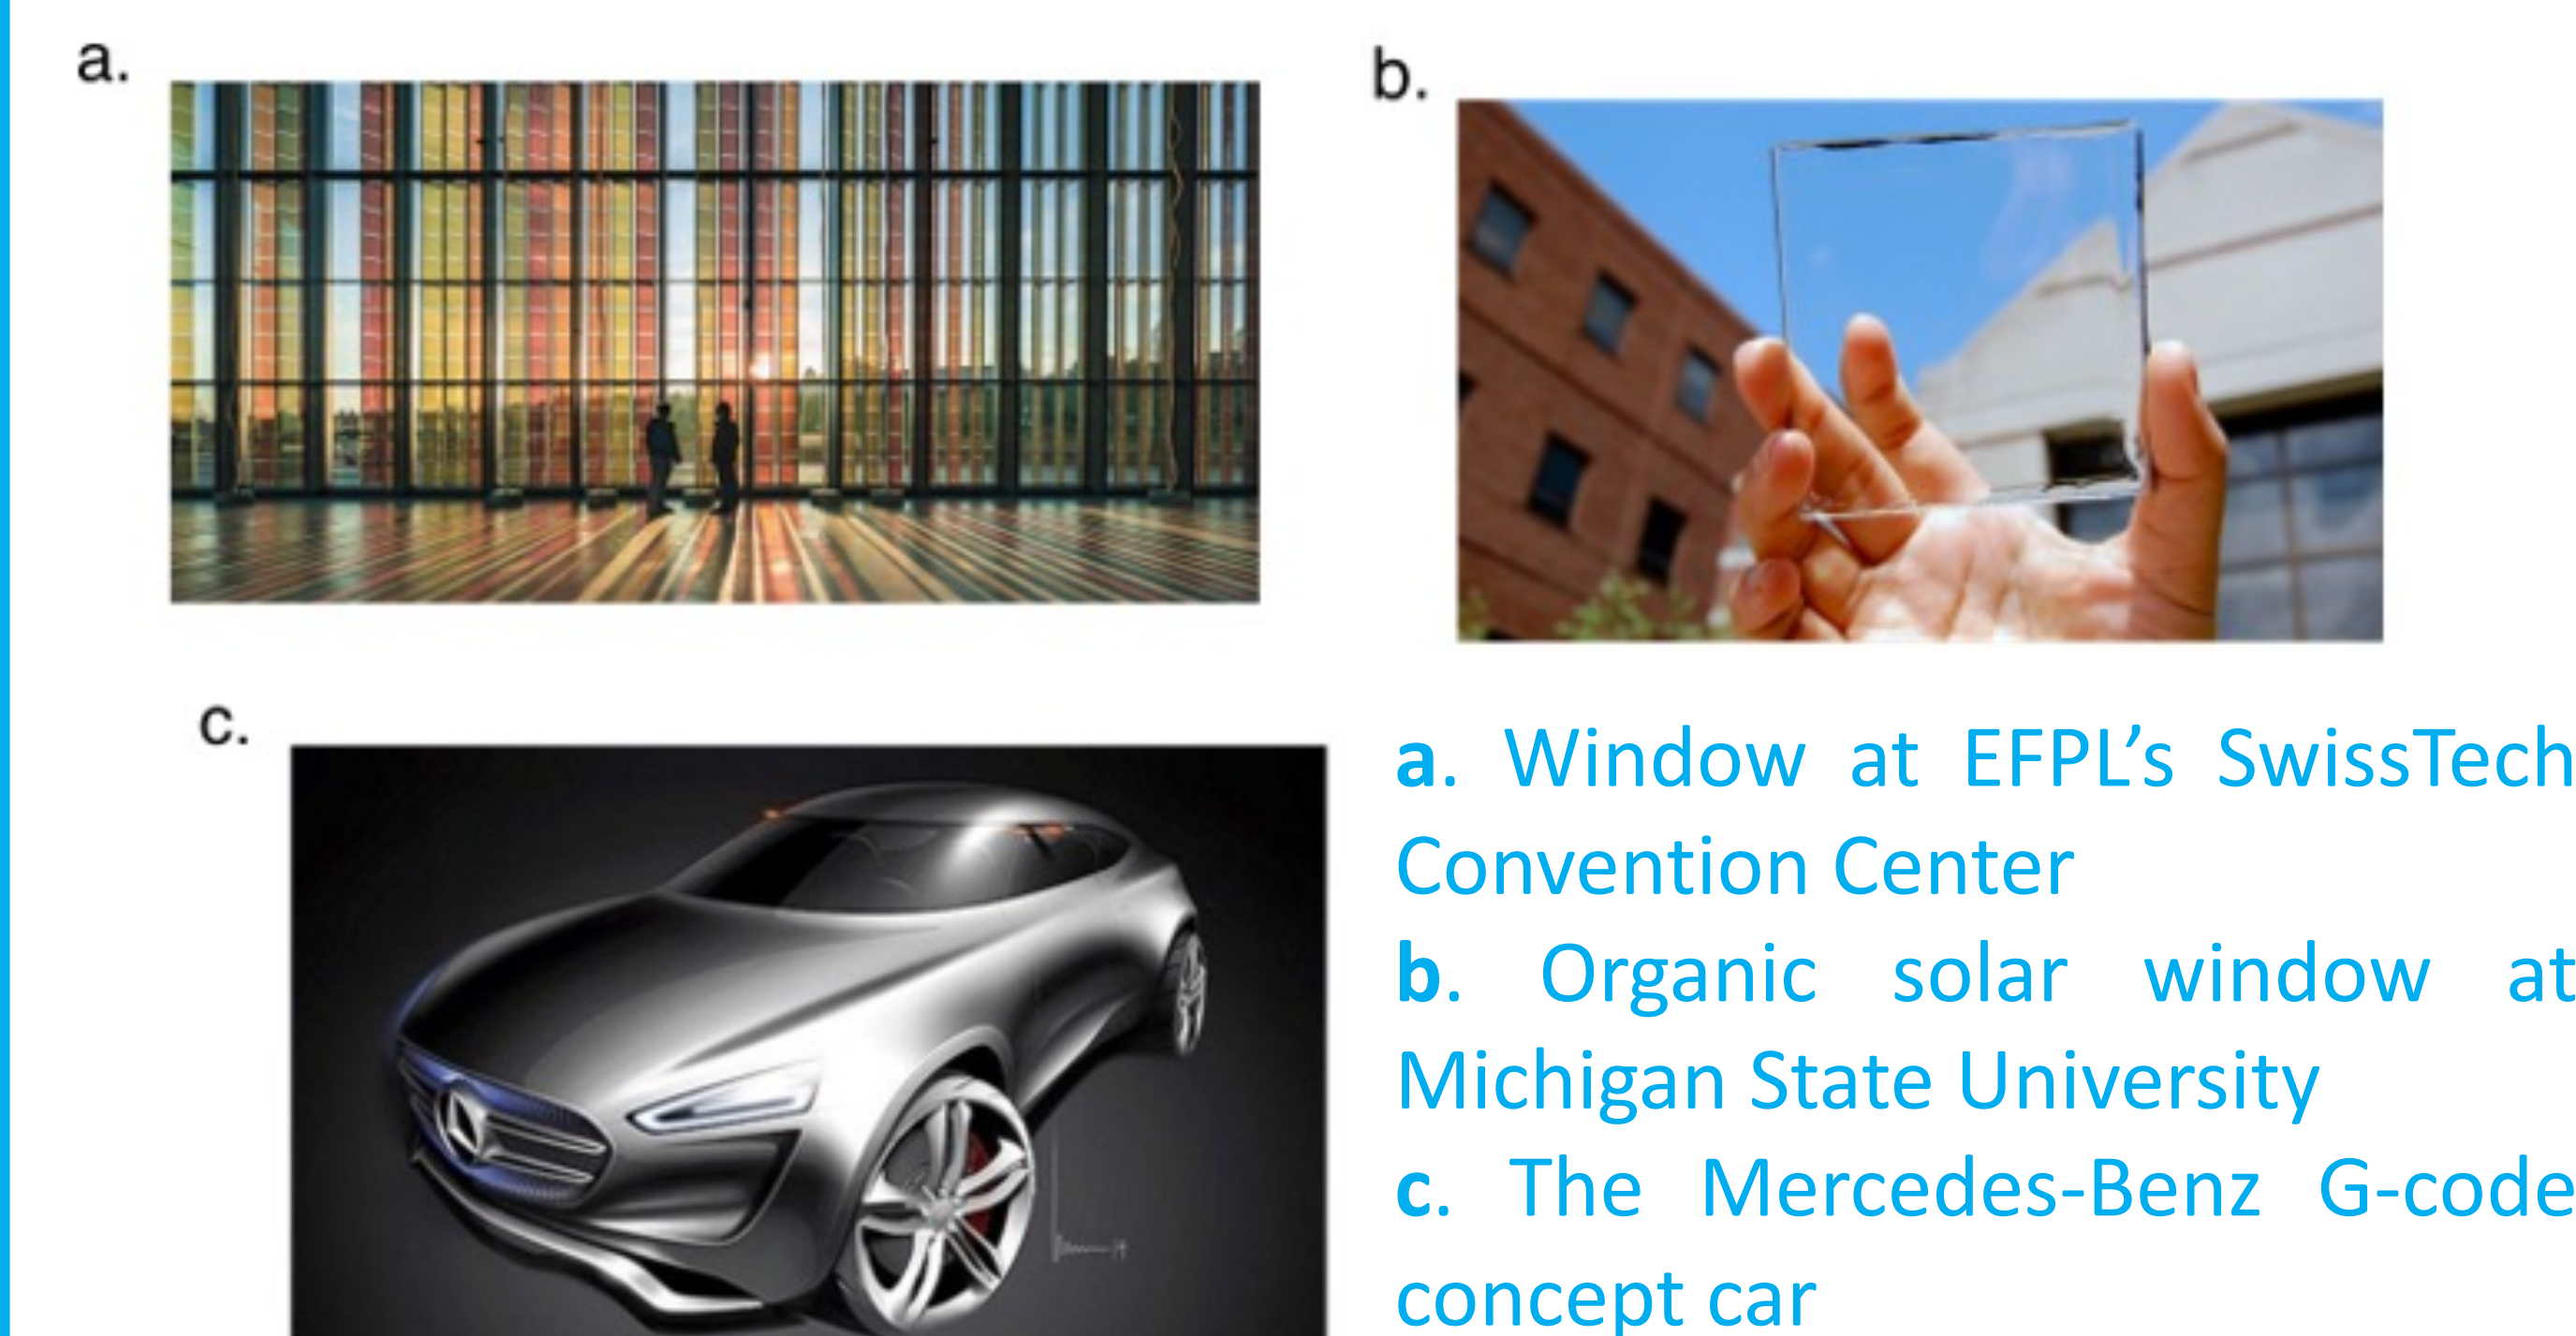 a.
b.
c.
a. Window at EFPL’s SwissTech
Convention Center
b. Organic solar window at
Michigan State University
c. The Mercedes-Benz G-code
concept car